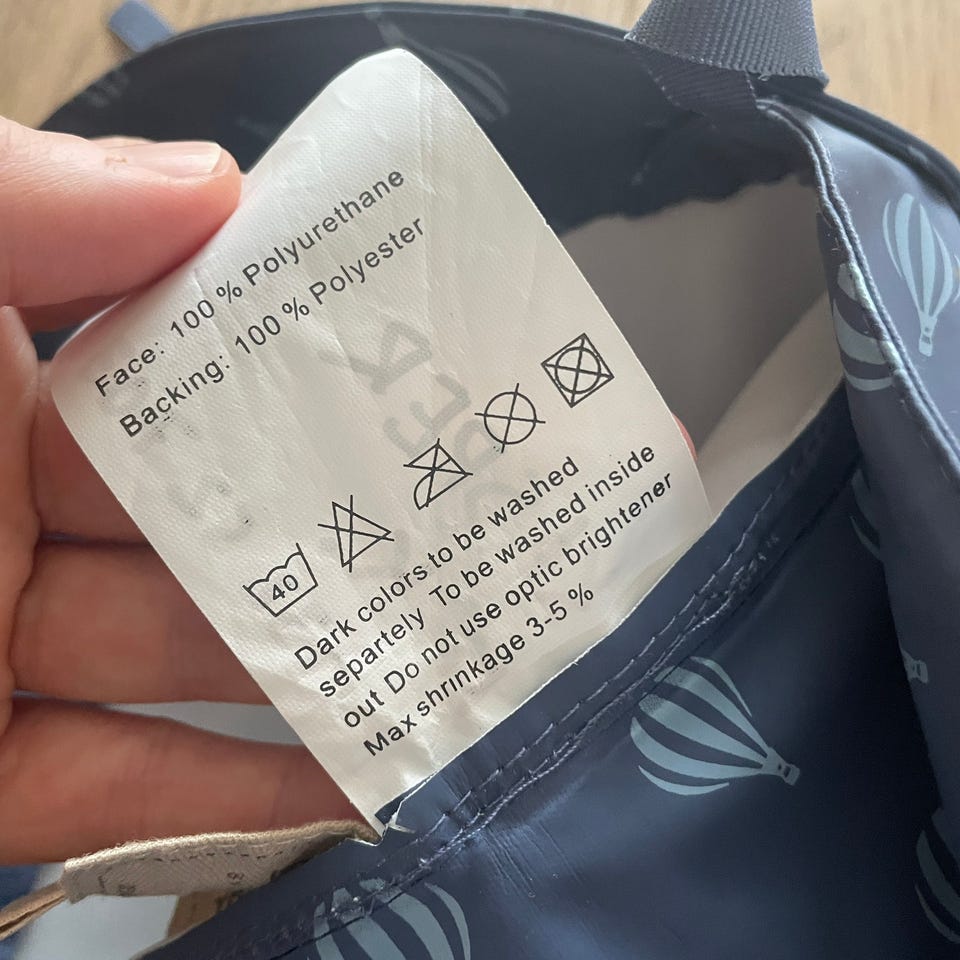 Face: 100 % Polyurethane
Backing: 100 % Polyester
40
Dark colors to be washed
separtely To be washed inside
out Do not use optic brightener
Max shrinkage 3-5 %